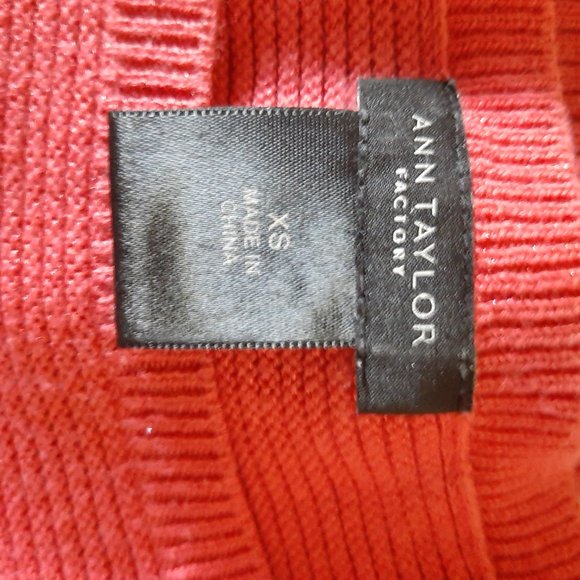 ANN TAYLOR
FACTORY
XS
MADE IN
CHINA